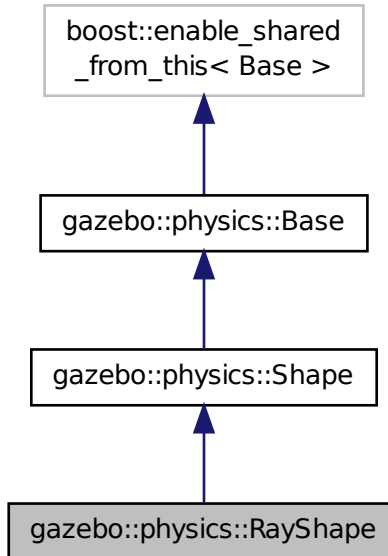 boost::enable_shared
_from_this< Base >
gazebo::physics::Base
gazebo::physics::Shape
gazebo::physics::RayShape